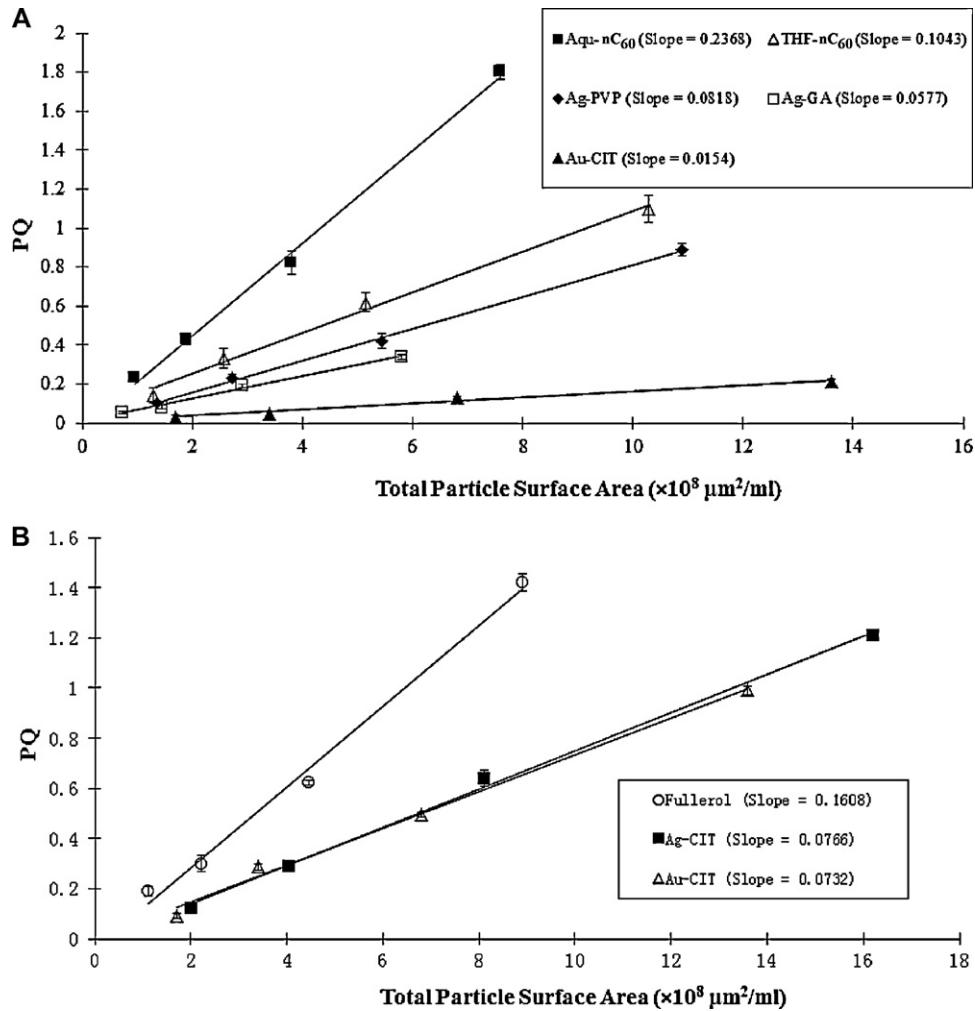 A
2
1.8
1.6
1.4
1.2
1
0.8
0.6
0.4
0.2
0
PQ
Aqu-nC60 (Slope = 0.2368) THF-nC60 (Slope = 0.1043)
Ag-PVP (Slope = 0.0818) Ag-GA (Slope = 0.0577)
Au-CIT (Slope = 0.0154)
0 2 4 6 8 10 12 14 16
Total Particle Surface Area (×10⁸ µm²/ml)
B
1.6
1.4
1.2
1
0.8
0.6
0.4
0.2
0
PQ
Fullerol (Slope = 0.1608)
Ag-CIT (Slope = 0.0766)
Au-CIT (Slope = 0.0732)
0 2 4 6 8 10 12 14 16 18
Total Particle Surface Area (×10⁸ µm²/ml)